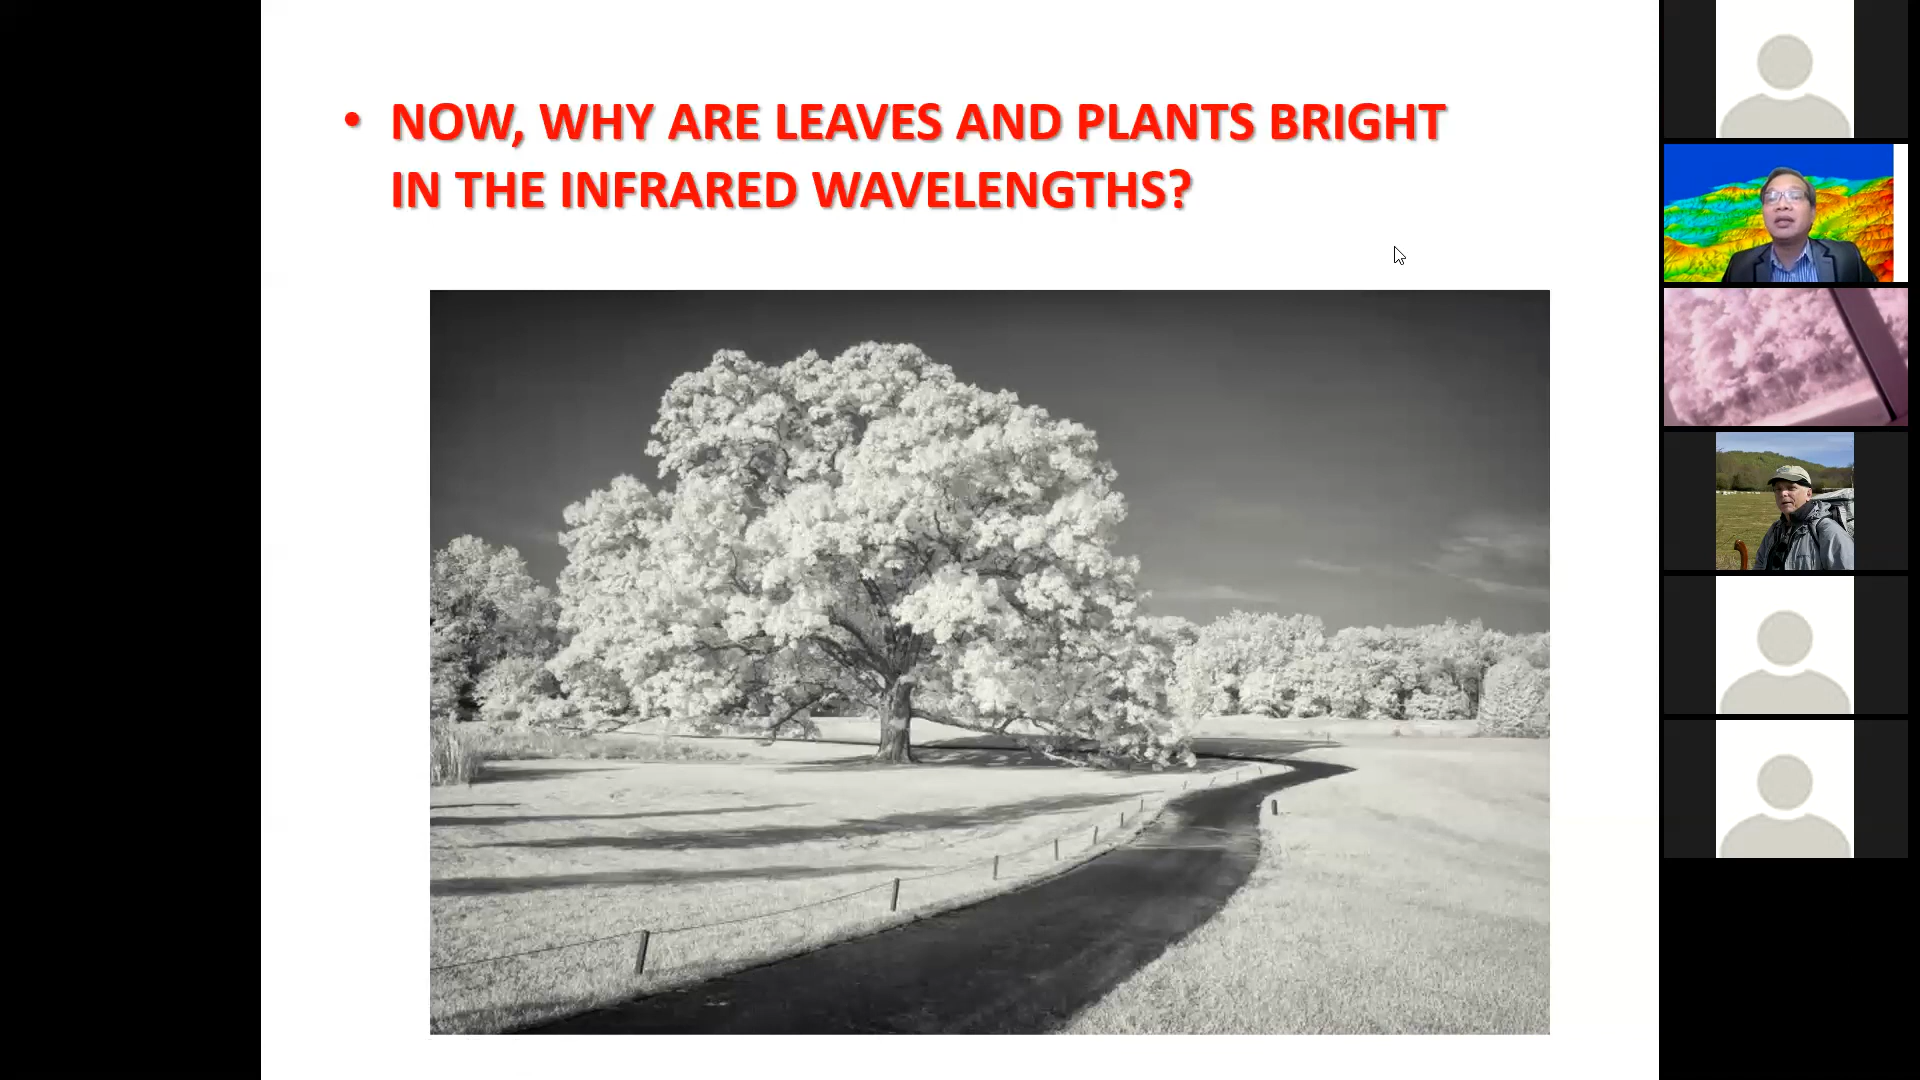 • NOW, WHY ARE LEAVES AND PLANTS BRIGHT
IN THE INFRARED WAVELENGTHS?